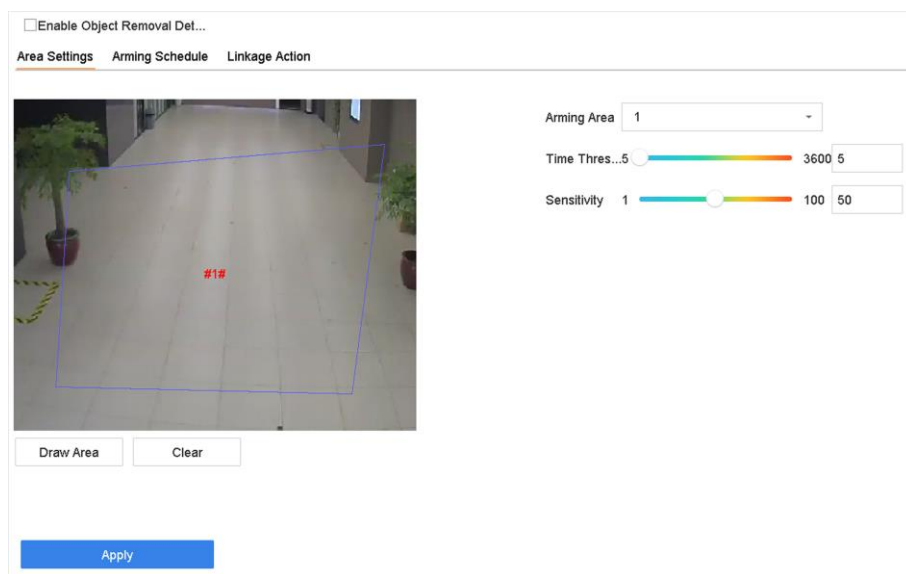 Enable Object Removal Det...
Area Settings Arming Schedule Linkage Action
Arming Area 1
Time Thres...5 3600 5
Sensitivity 1 100 50
#1#
Draw Area Clear
Apply